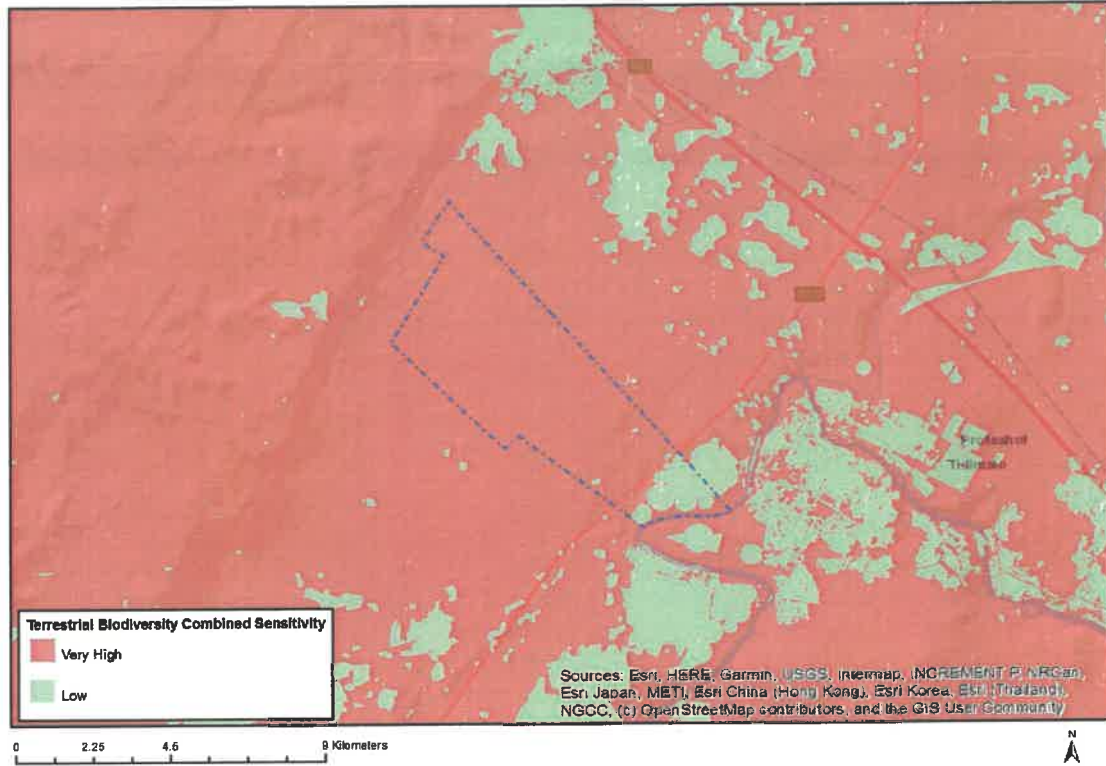 Terrestrial Biodiversity Combined Sensitivity
Very High
Low
Sources: Esri, HERE, Garmin, USGS, Intermap, INCREMENT P, NRCan,
Esri Japan, METI, Esri China (Hong Kong), Esri Korea, Esri (Thailand),
NGCC, (c) OpenStreetMap contributors, and the GIS User Community
0 2.25 4.5 9 Kilometers
N